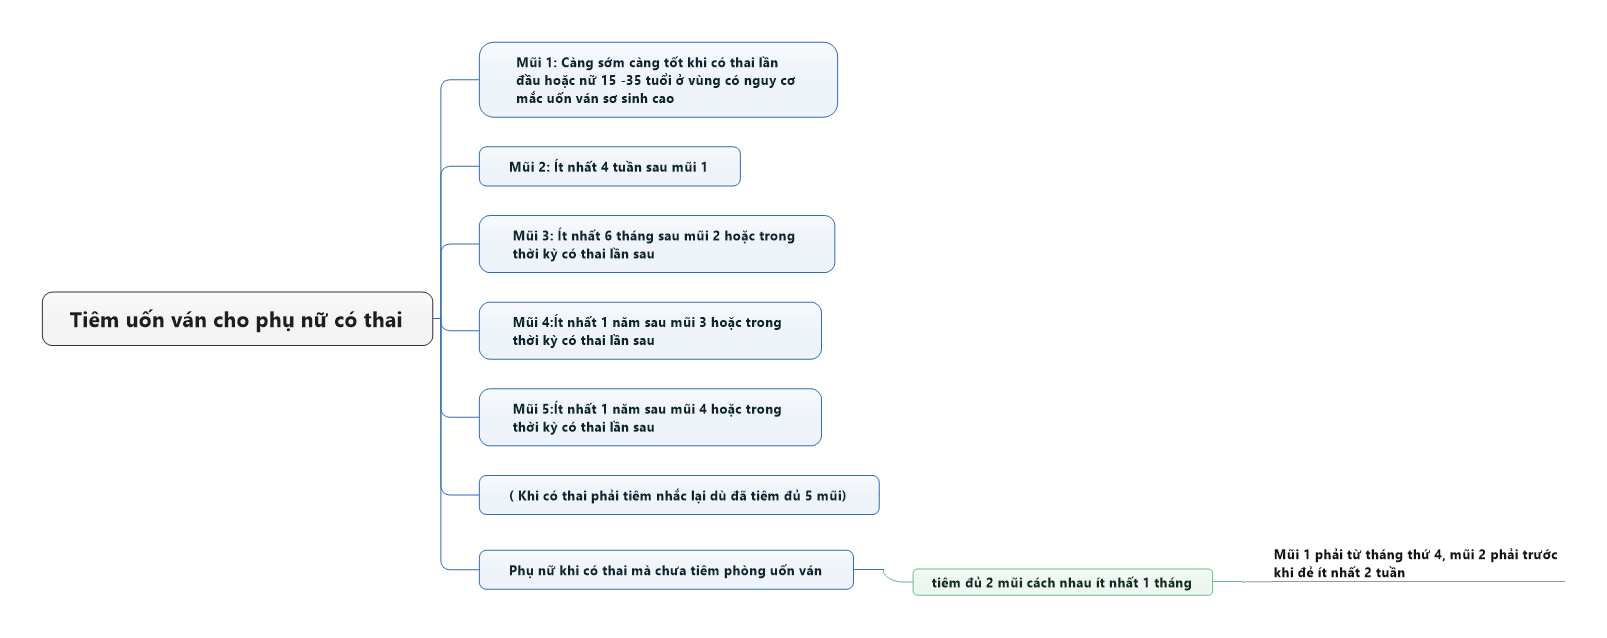 Mũi 1: Càng sớm càng tốt khi có thai lần
đầu hoặc nữ 15 -35 tuổi ở vùng có nguy cơ
mắc uốn ván sơ sinh cao
Mũi 2: Ít nhất 4 tuần sau mũi 1
Mũi 3: Ít nhất 6 tháng sau mũi 2 hoặc trong
thời kỳ có thai lần sau
Tiêm uốn ván cho phụ nữ có thai
Mũi 4:Ít nhất 1 năm sau mũi 3 hoặc trong
thời kỳ có thai lần sau
Mũi 5:Ít nhất 1 năm sau mũi 4 hoặc trong
thời kỳ có thai lần sau
( Khi có thai phải tiêm nhắc lại dù đã tiêm đủ 5 mũi)
Phụ nữ khi có thai mà chưa tiêm phòng uốn ván
tiêm đủ 2 mũi cách nhau ít nhất 1 tháng
Mũi 1 phải từ tháng thứ 4, mũi 2 phải trước
khi đẻ ít nhất 2 tuần